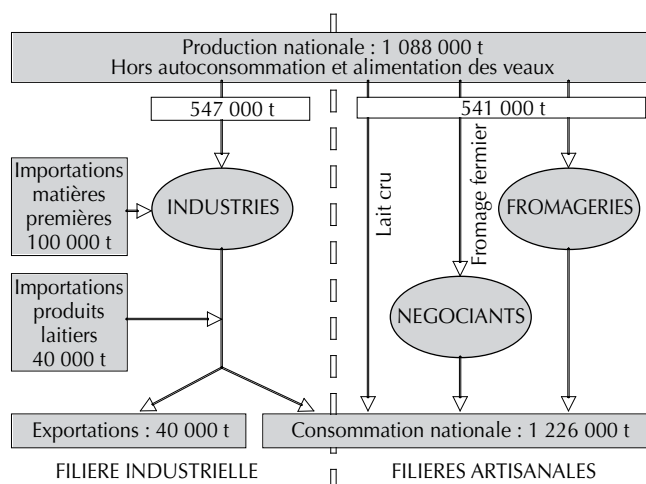 Production nationale : 1 088 000 t
Hors autoconsommation et alimentation des veaux
547 000 t
541 000 t
Importations
matières
premières
100 000 t
INDUSTRIES
Lait cru
Fromage fermier
FROMAGERIES
Importations
produits
laitiers
40 000 t
NEGOCIANTS
Exportations : 40 000 t
Consommation nationale : 1 226 000 t
FILIERE INDUSTRIELLE
FILIERES ARTISANALES